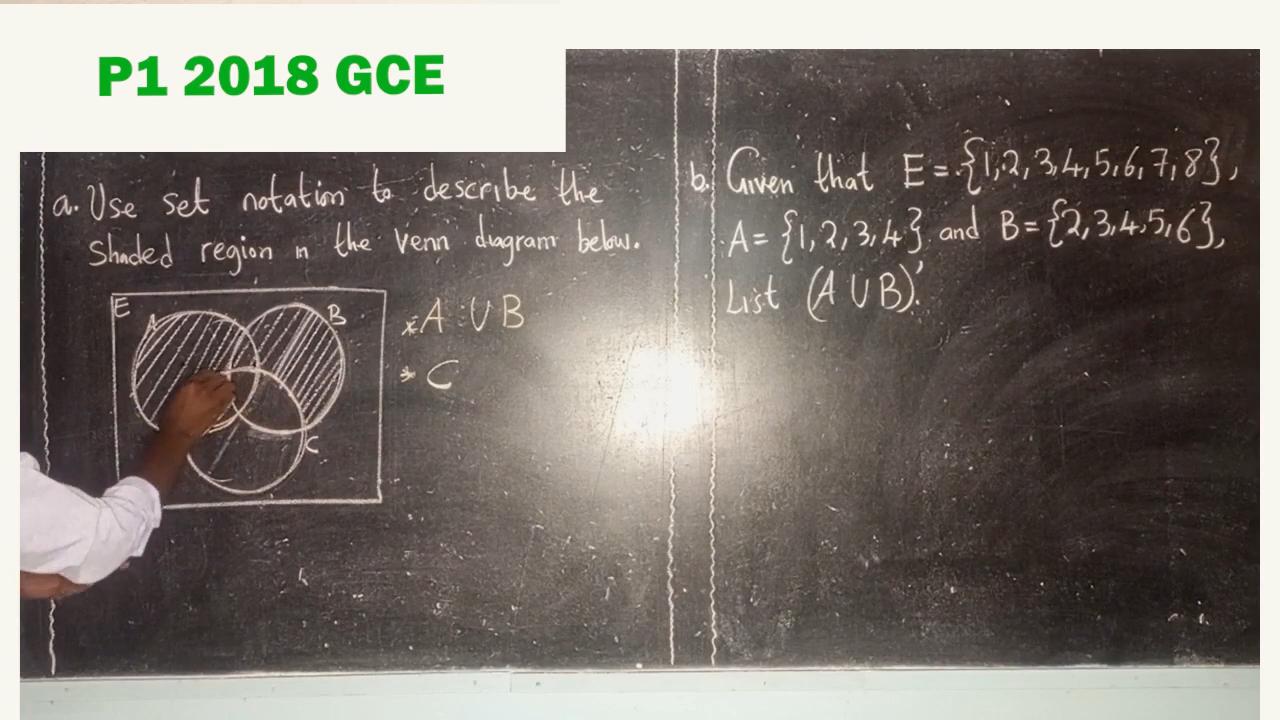 P1 2018 GCE
a. Use set notation to describe the
Shaded region in the Venn diagram below.
E
A
B
C
*A ∪ B
* C
b. Given that E = {1,2,3,4,5,6,7,8},
A = {1,2,3,4} and B = {2,3,4,5,6},
List (A ∪ B)'.